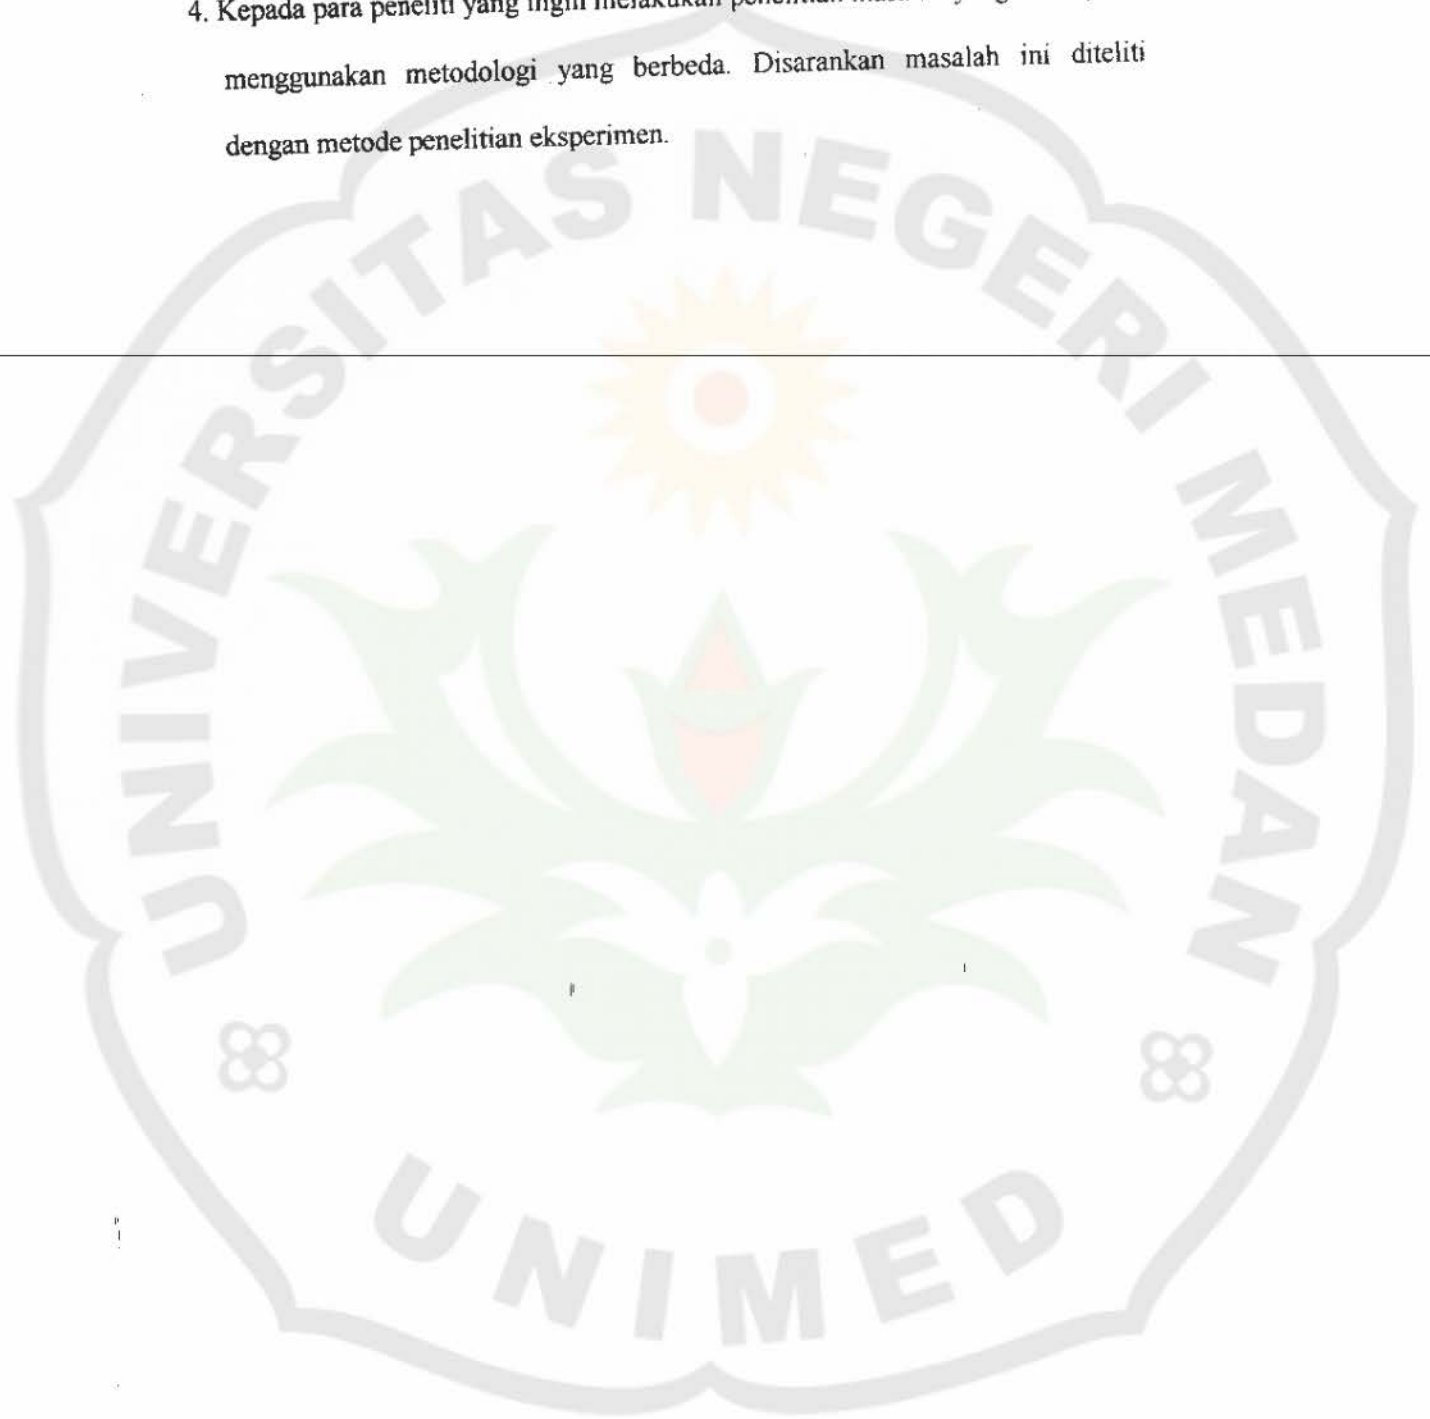 4. Kepada para peneliti yang ingin melakukan
menggunakan metodologi yang berbeda. Disarankan masalah ini diteliti
dengan metode penelitian eksperimen.
UNIVERSITAS NEGERI MEDAN
UNIMED